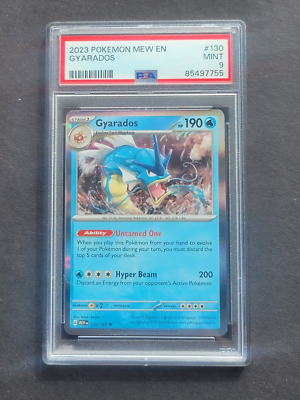 2023 POKEMON MEW EN #130
GYARADOS MINT
9
PSA 85497755
Gyarados 190
Ability Untamed One
When you play this Pokémon from your hand to evolve
1 of your Pokémon during your turn, you must discard the
top 5 cards of your deck.
Hyper Beam 200
Discard an Energy from your opponent's Active Pokémon.
×2